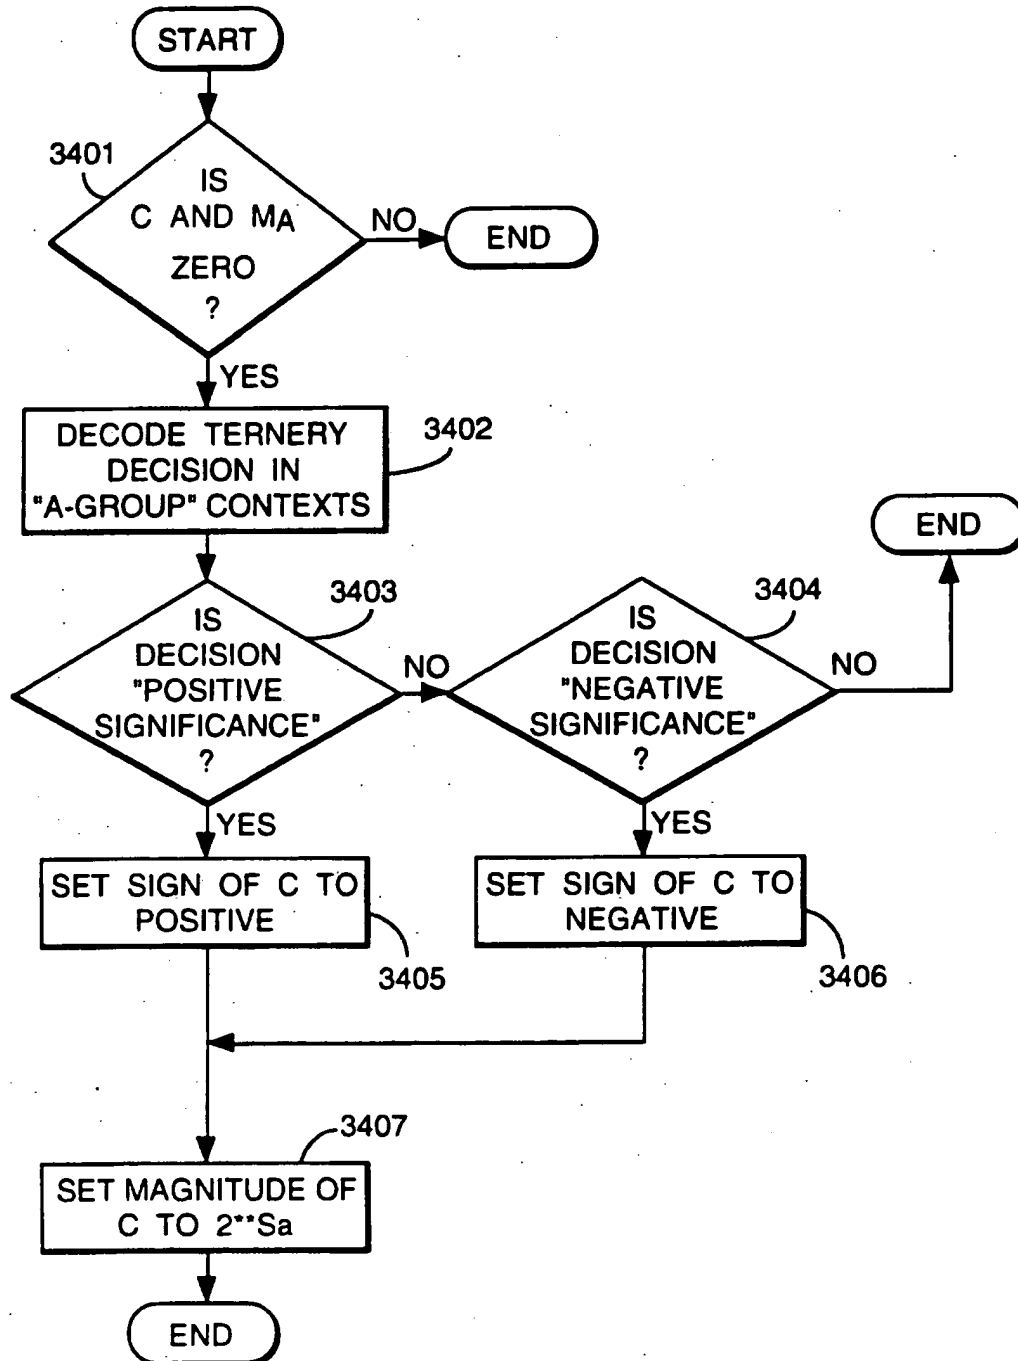 START
3401
IS
C AND MA
ZERO
?
NO
END
YES
DECODE TERNERY
DECISION IN
"A-GROUP" CONTEXTS
3402
END
3403
IS
DECISION
"POSITIVE
SIGNIFICANCE"
?
NO
3404
IS
DECISION
"NEGATIVE
SIGNIFICANCE"
?
NO
YES
YES
SET SIGN OF C TO
POSITIVE
3405
SET SIGN OF C TO
NEGATIVE
3406
3407
SET MAGNITUDE OF
C TO 2**Sa
END